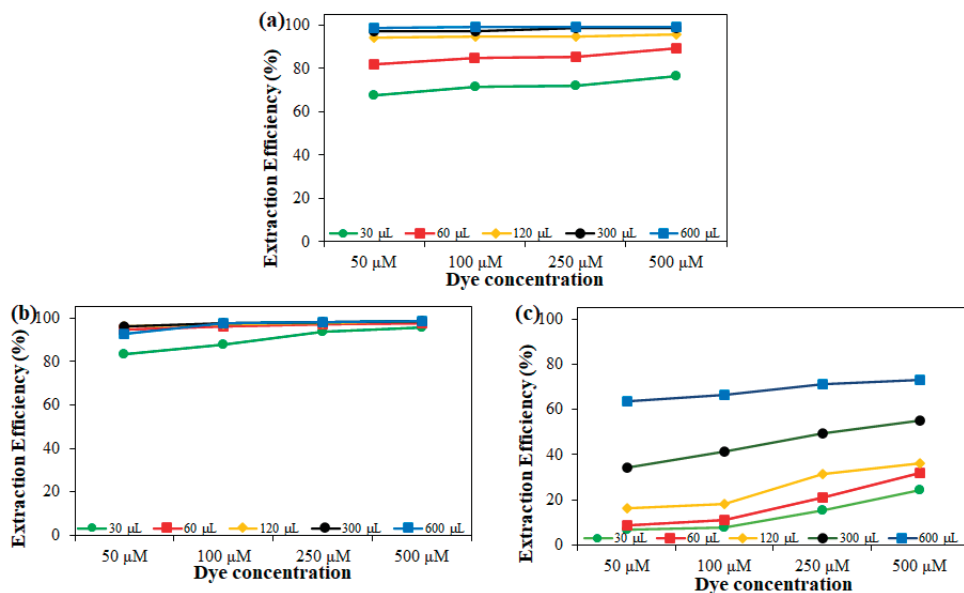 (a)
Extraction Efficiency (%)
100
80
60
40
20
0
30 µL 60 µL 120 µL 300 µL 600 µL
50 µM 100 µM 250 µM 500 µM
Dye concentration
(b)
Extraction Efficiency (%)
100
80
60
40
20
0
30 µL 60 µL 120 µL 300 µL 600 µL
50 µM 100 µM 250 µM 500 µM
Dye concentration
(c)
Extraction Efficiency (%)
100
80
60
40
20
0
30 µL 60 µL 120 µL 300 µL 600 µL
50 µM 100 µM 250 µM 500 µM
Dye concentration